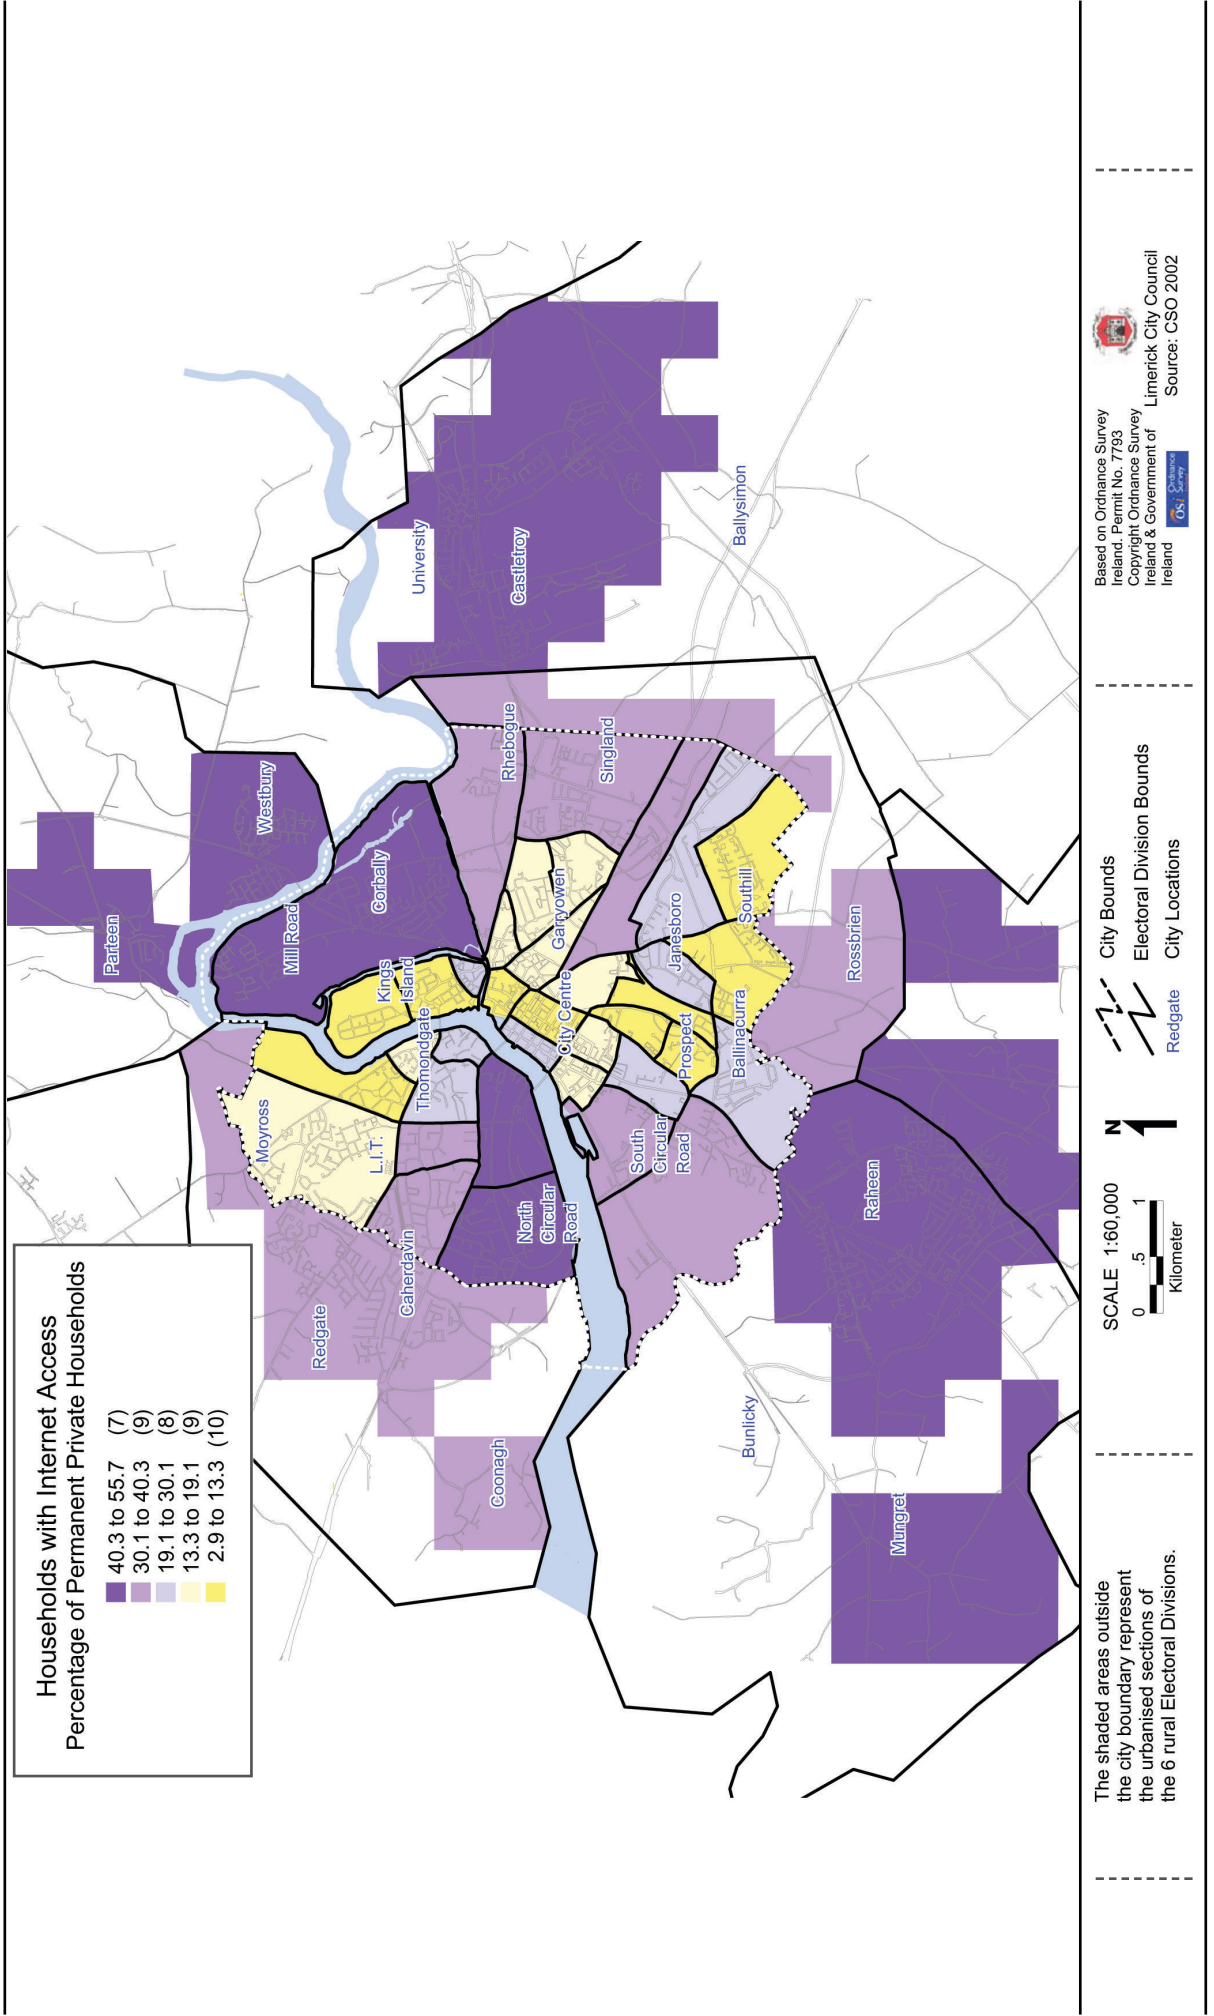 Households with Internet Access
Percentage of Permanent Private Households
40.3 to 55.7 (7)
30.1 to 40.3 (9)
19.1 to 30.1 (8)
13.3 to 19.1 (9)
2.9 to 13.3 (10)
Parteen
Westbury
Mill Road
Corbally
Kings
Island
Moyross
L.I.T.
Thomondgate
Redgate
Caherdavin
Coonagh
North
Circular
Road
University
Castletroy
Rhebogue
Singland
Garryowen
City Centre
Ballysimon
Janesboro
Southill
Prospect
Ballinacurra
South
Circular
Road
Rossbrien
Raheen
Bunlicky
Mungret
The shaded areas outside
the city boundary represent
the urbanised sections of
the 6 rural Electoral Divisions.
SCALE 1:60,000
0 .5 1
Kilometer
N
City Bounds
Electoral Division Bounds
Redgate City Locations
Based on Ordnance Survey
Ireland. Permit No. 7793
Copyright Ordnance Survey
Ireland & Government of
Ireland
OSi Ordnance
Survey
Limerick City Council
Source: CSO 2002